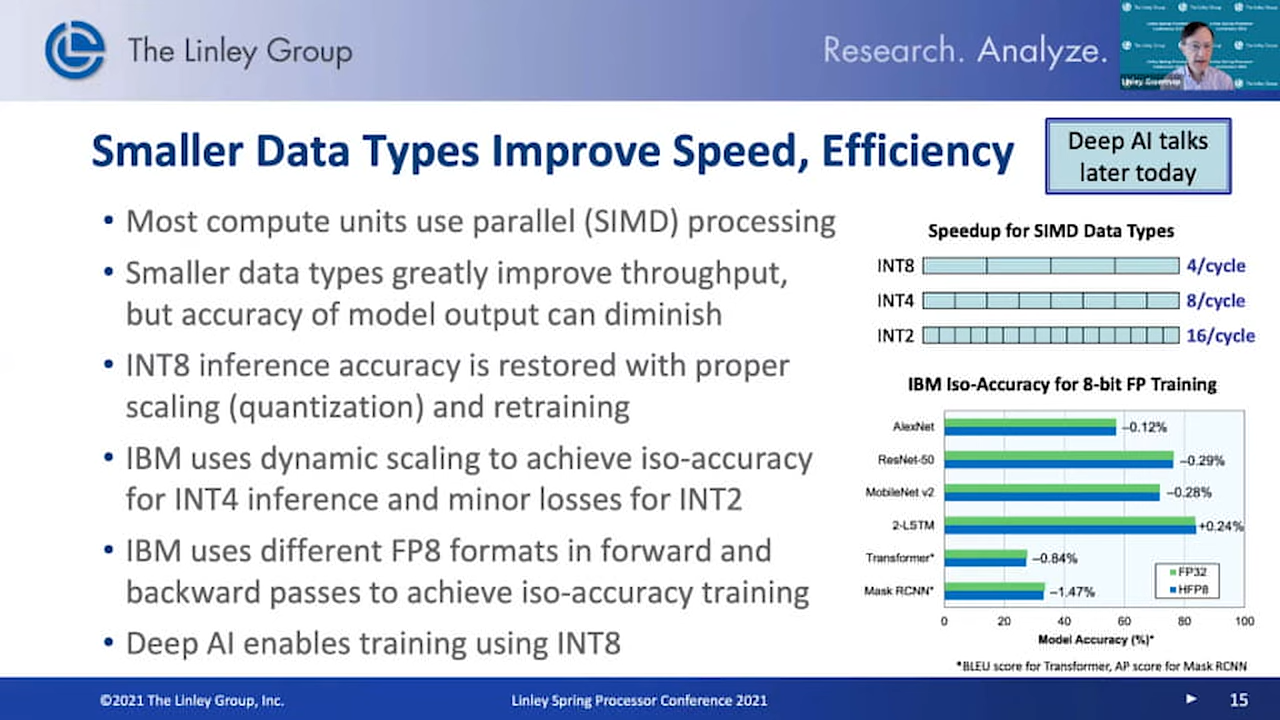 The Linley Group
Research. Analyze.
Linley Gwennap
Smaller Data Types Improve Speed, Efficiency
Deep AI talks
later today
• Most compute units use parallel (SIMD) processing
• Smaller data types greatly improve throughput,
but accuracy of model output can diminish
• INT8 inference accuracy is restored with proper
scaling (quantization) and retraining
• IBM uses dynamic scaling to achieve iso-accuracy
for INT4 inference and minor losses for INT2
• IBM uses different FP8 formats in forward and
backward passes to achieve iso-accuracy training
• Deep AI enables training using INT8
Speedup for SIMD Data Types
INT8 4/cycle
INT4 8/cycle
INT2 16/cycle
IBM Iso-Accuracy for 8-bit FP Training
AlexNet –0.12%
ResNet-50 –0.29%
MobileNet v2 –0.28%
2-LSTM +0.24%
Transformer* –0.84%
Mask RCNN* –1.47%
FP32
HFP8
0 20 40 60 80 100
Model Accuracy (%)*
*BLEU score for Transformer, AP score for Mask RCNN
©2021 The Linley Group, Inc.
Linley Spring Processor Conference 2021
15